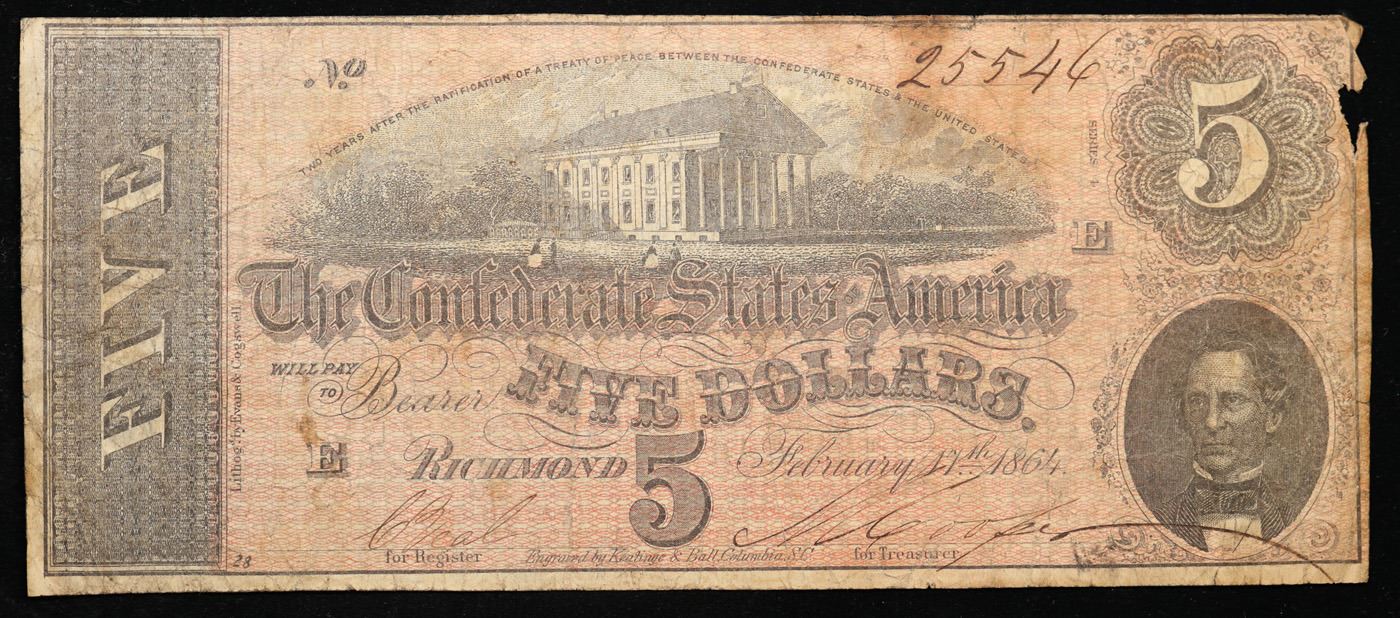 No 25546
TWO YEARS AFTER THE RATIFICATION OF A TREATY OF PEACE BETWEEN THE CONFEDERATE STATES & THE UNITED STATES
5
SERIES 1
FIVE
E
The Confederate States America
WILL PAY
TO Bearer FIVE DOLLARS.
E
RICHMOND 5 February 17th 1864.
Lithog'd by Evans & Cogswell
Cooper
for Register
Engraved by Keatinge & Ball, Columbia, S.C.
for Treasurer
28